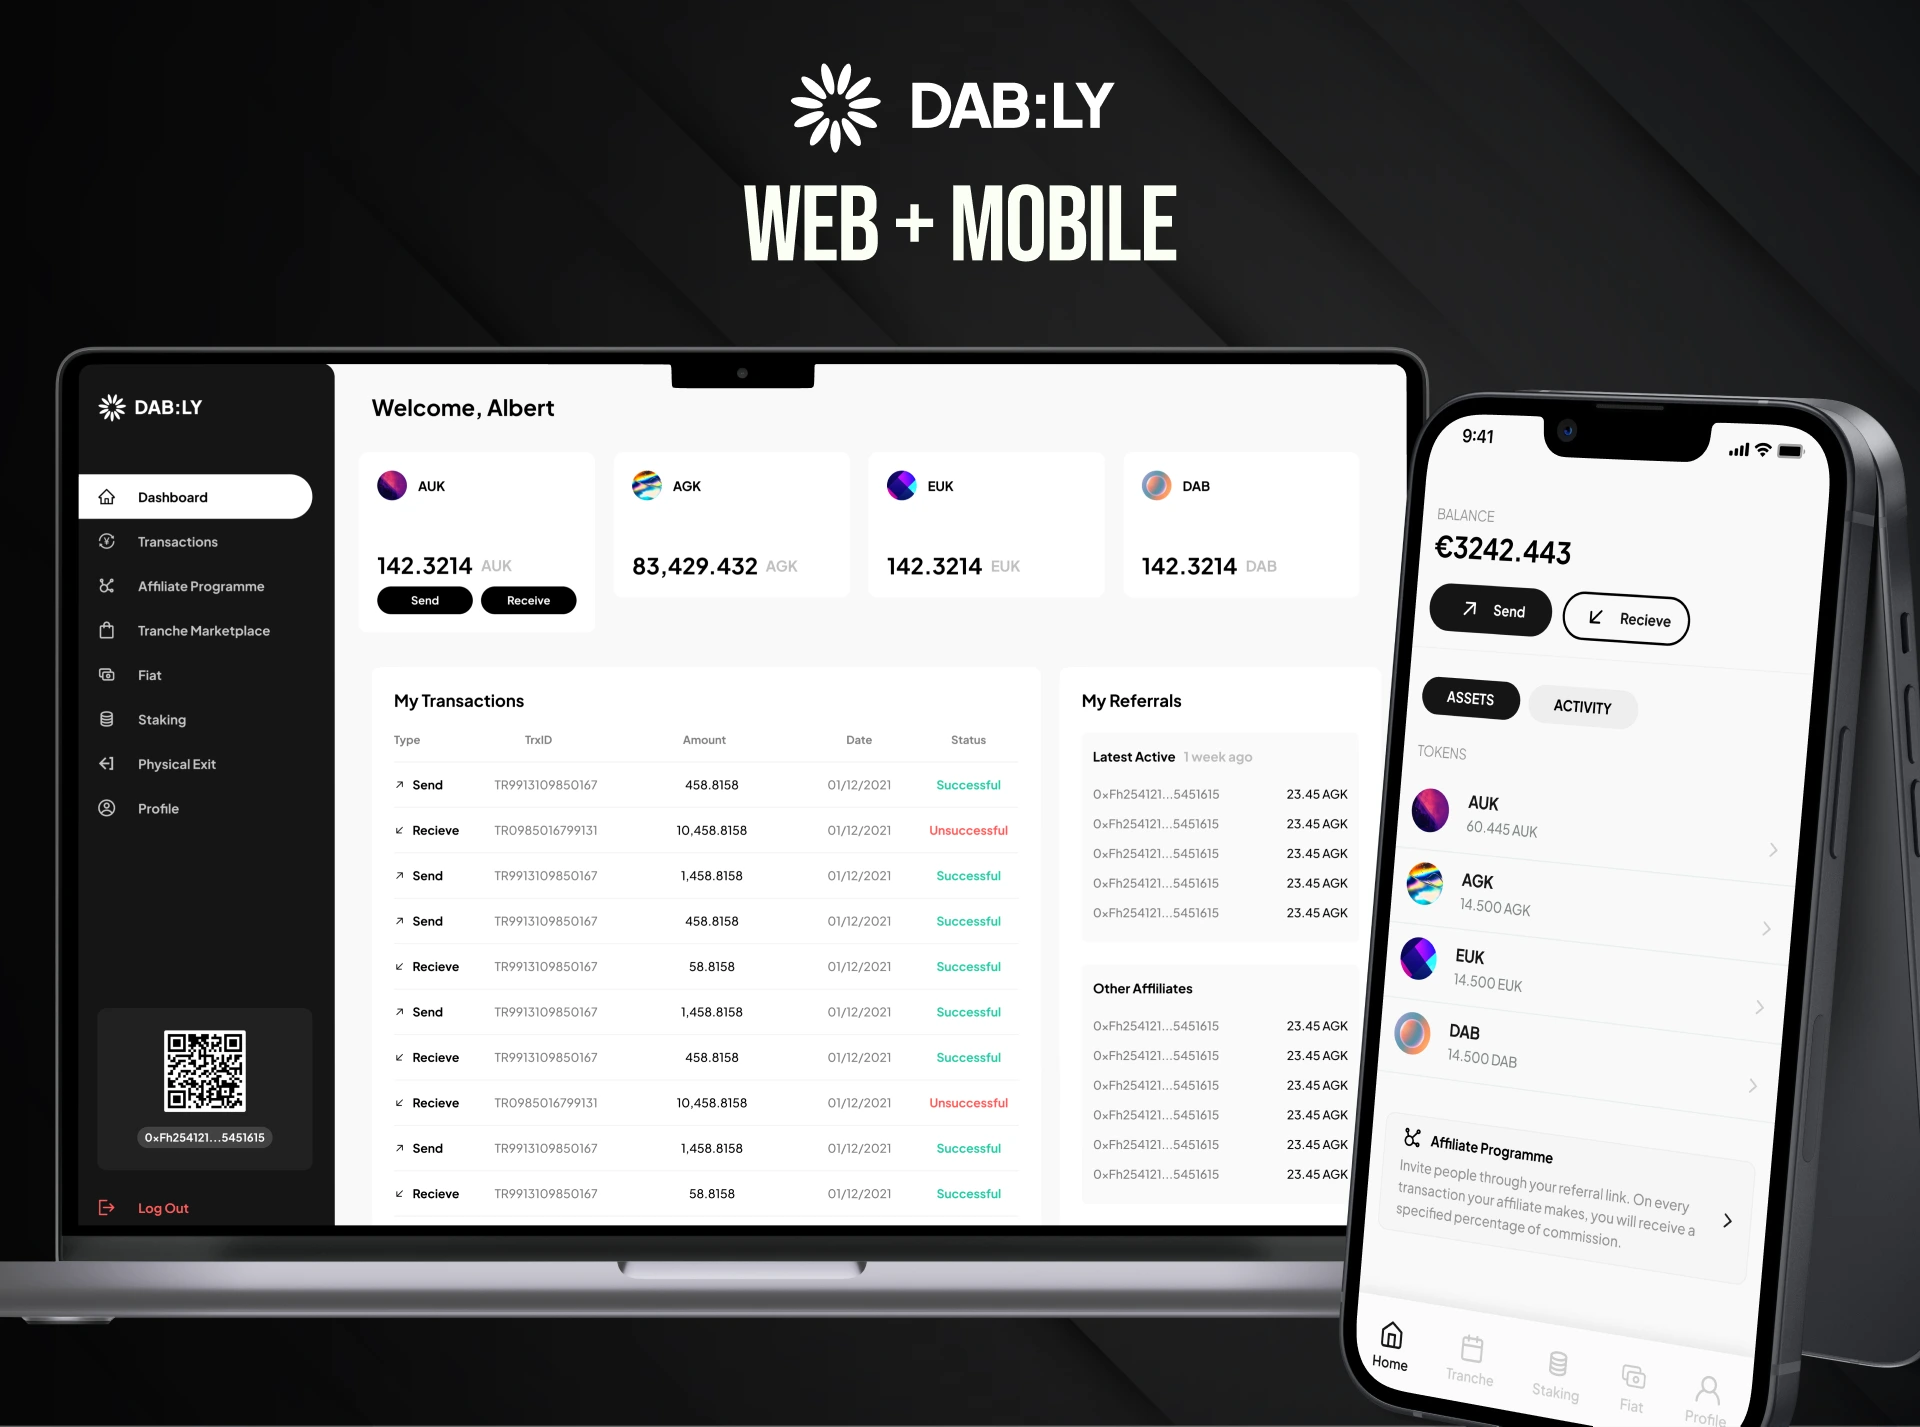 DAB:LY
WEB + MOBILE
DAB:LY
Dashboard
Transactions
Affiliate Programme
Tranche Marketplace
Fiat
Staking
Physical Exit
Profile
0xFh254121...5451615
Log Out
Welcome, Albert
AUK
142.3214 AUK
Send Receive
AGK
83,429.432 AGK
EUK
142.3214 EUK
DAB
142.3214 DAB
My Transactions
Type TrxID Amount Date Status
Send TR9913109850167 458.8158 01/12/2021 Successful
Recieve TR0985016799131 10,458.8158 01/12/2021 Unsuccessful
Send TR9913109850167 1,458.8158 01/12/2021 Successful
Send TR9913109850167 458.8158 01/12/2021 Successful
Recieve TR9913109850167 58.8158 01/12/2021 Successful
Send TR9913109850167 1,458.8158 01/12/2021 Successful
Recieve TR9913109850167 458.8158 01/12/2021 Successful
Recieve TR0985016799131 10,458.8158 01/12/2021 Unsuccessful
Send TR9913109850167 1,458.8158 01/12/2021 Successful
Recieve TR9913109850167 58.8158 01/12/2021 Successful
My Referrals
Latest Active 1 week ago
0xFh254121...5451615 23.45 AGK
0xFh254121...5451615 23.45 AGK
0xFh254121...5451615 23.45 AGK
0xFh254121...5451615 23.45 AGK
0xFh254121...5451615 23.45 AGK
Other Affliliates
0xFh254121...5451615 23.45 AGK
0xFh254121...5451615 23.45 AGK
0xFh254121...5451615 23.45 AGK
0xFh254121...5451615 23.45 AGK
0xFh254121...5451615 23.45 AGK
0xFh254121...5451615 23.45 AGK
9:41
BALANCE
€3242.443
Send Recieve
ASSETS ACTIVITY
TOKENS
AUK
60.445 AUK
AGK
14.500 AGK
EUK
14.500 EUK
DAB
14.500 DAB
Affiliate Programme
Invite people through your referral link. On every
transaction your affiliate makes, you will receive a
specified percentage of commission.
Home Tranche Staking Fiat Profile